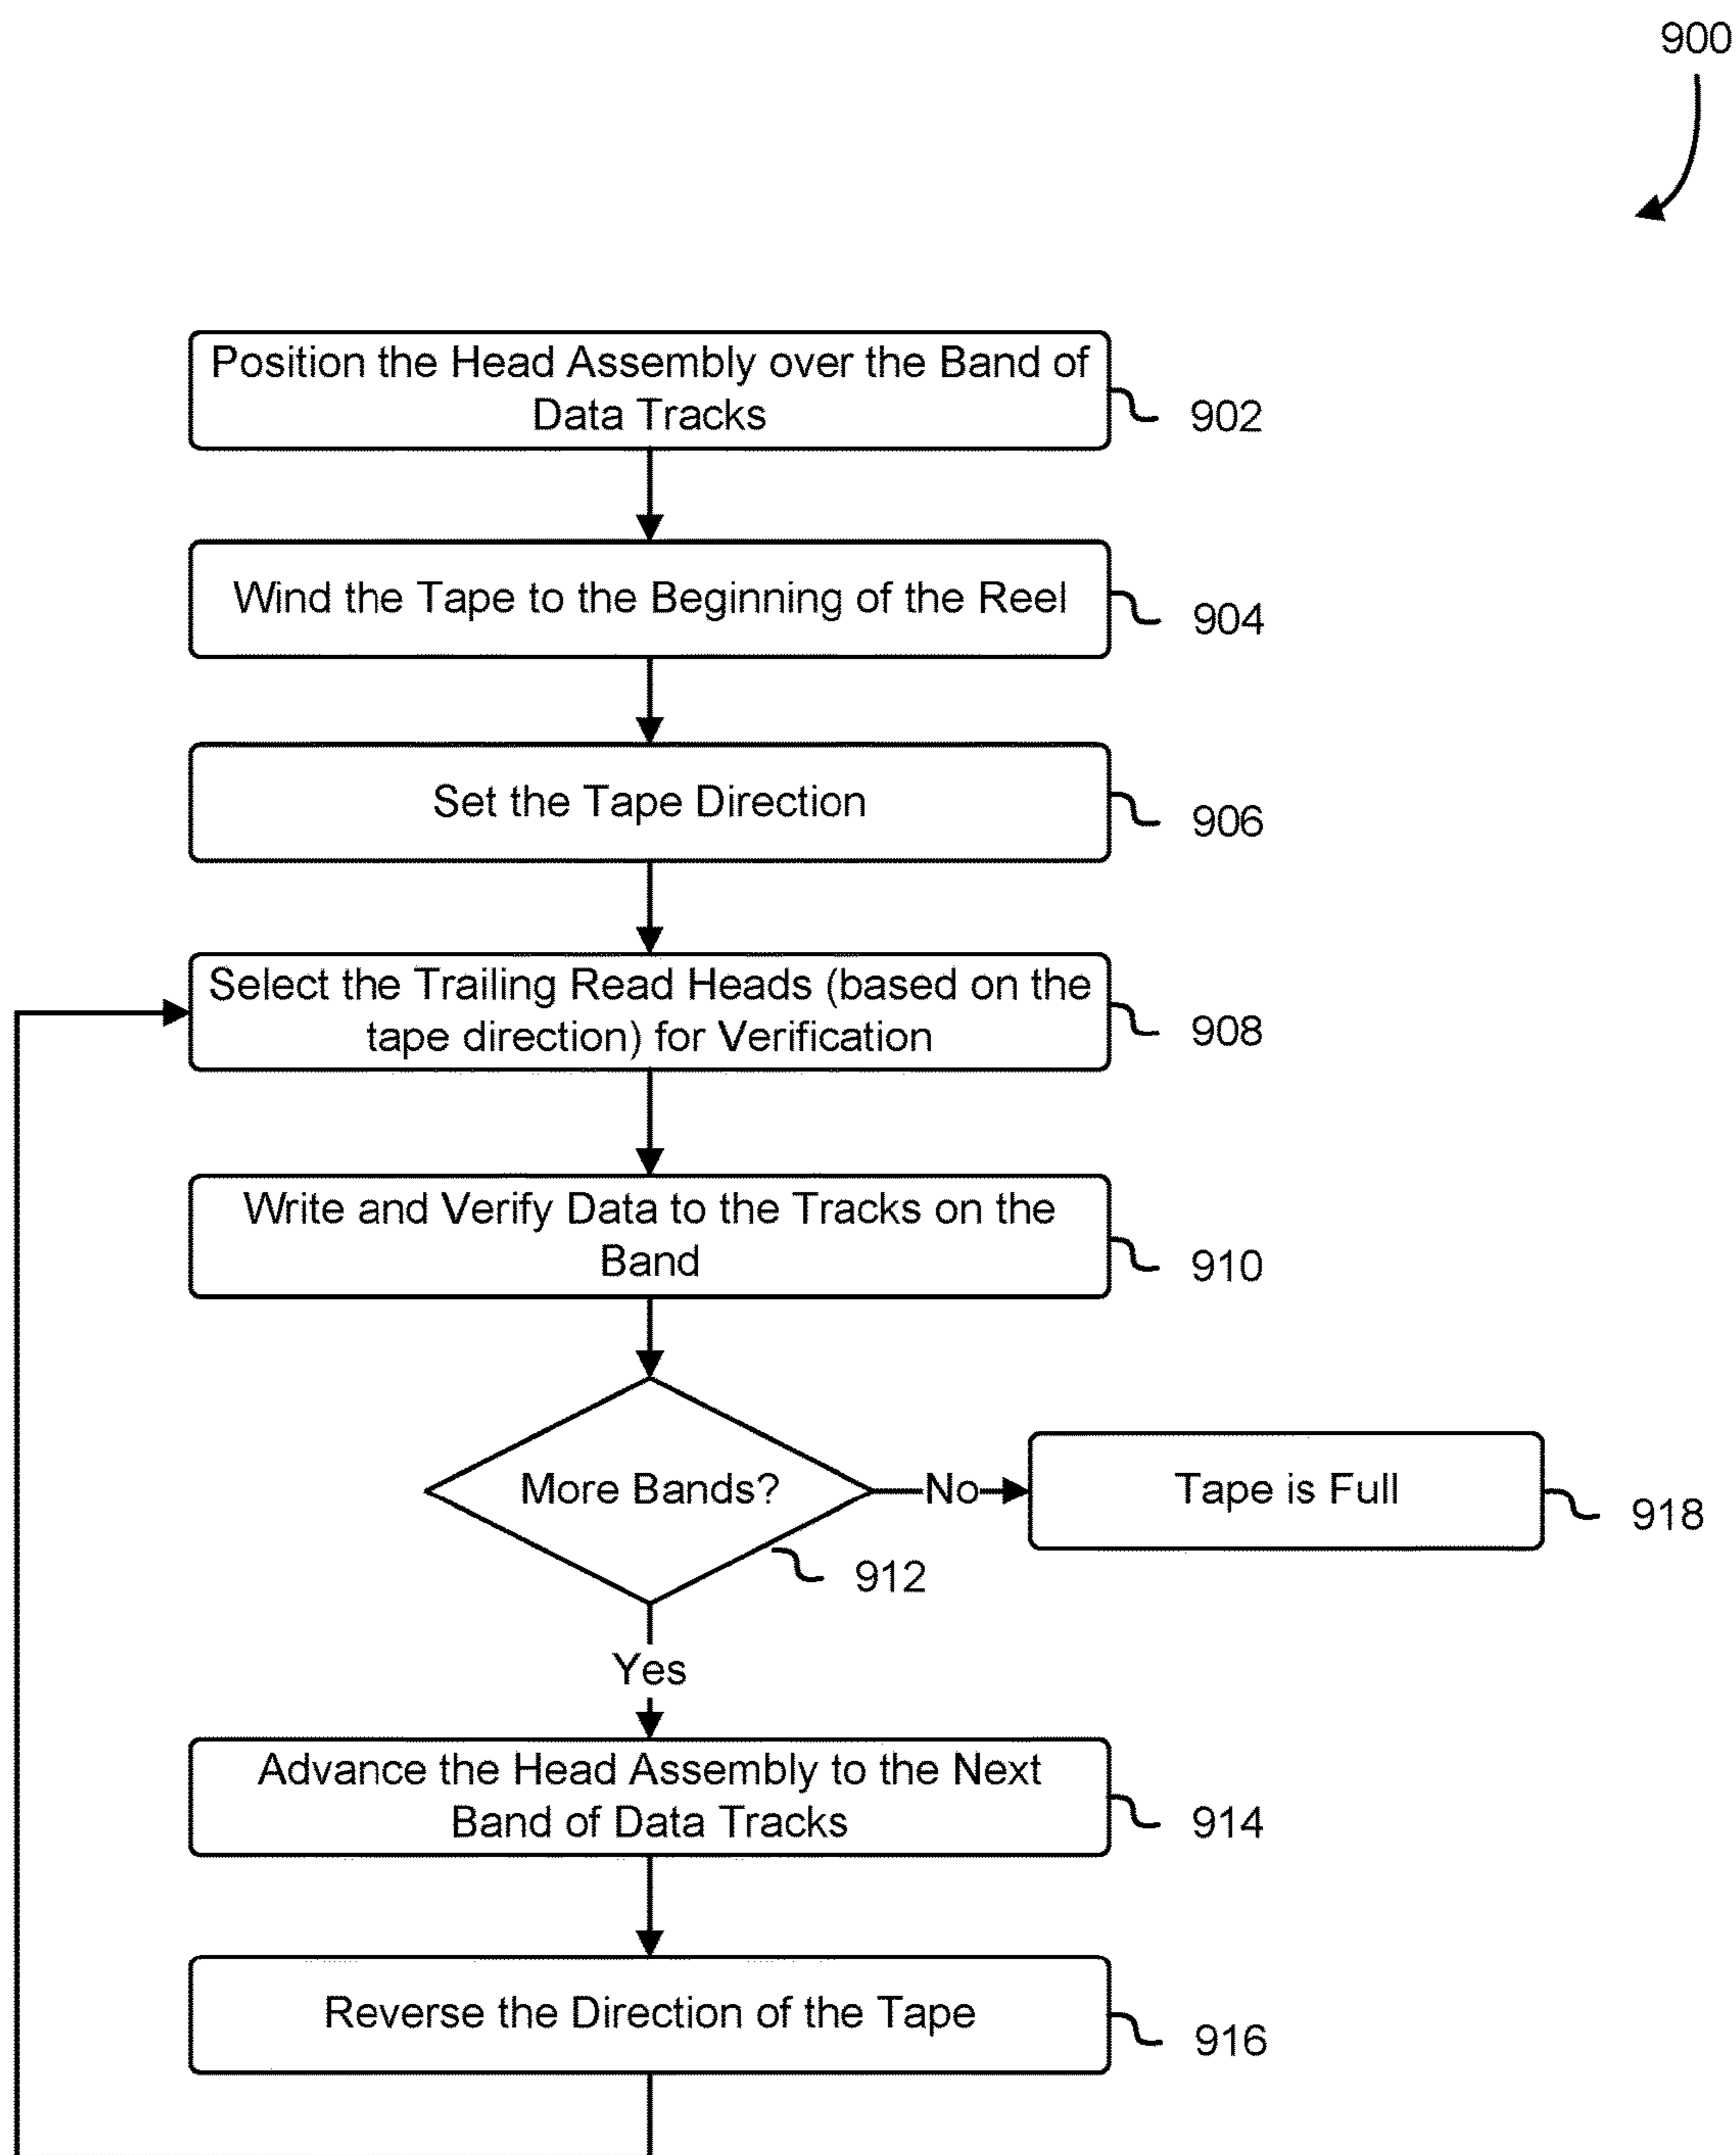 900
Position the Head Assembly over the Band of
Data Tracks
902
Wind the Tape to the Beginning of the Reel
904
Set the Tape Direction
906
Select the Trailing Read Heads (based on the
tape direction) for Verification
908
Write and Verify Data to the Tracks on the
Band
910
More Bands?
No
Tape is Full
918
912
Yes
Advance the Head Assembly to the Next
Band of Data Tracks
914
Reverse the Direction of the Tape
916